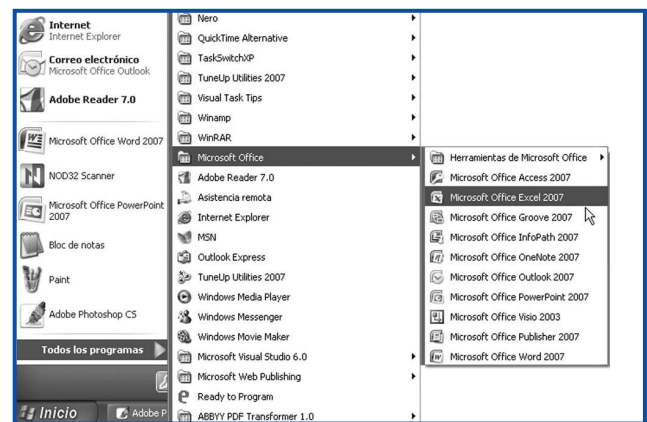 Internet
Internet Explorer
Correo electrónico
Microsoft Office Outlook
Adobe Reader 7.0
Microsoft Office Word 2007
NOD32 Scanner
Microsoft Office PowerPoint
2007
Bloc de notas
Paint
Adobe Photoshop CS
Todos los programas
Inicio
Adobe P
Nero
QuickTime Alternative
TaskSwitchXP
TuneUp Utilities 2007
Visual Task Tips
Winamp
WinRAR
Microsoft Office
Adobe Reader 7.0
Asistencia remota
Internet Explorer
MSN
Outlook Express
TuneUp Utilities 2007
Windows Media Player
Windows Messenger
Windows Movie Maker
Microsoft Visual Studio 6.0
Microsoft Web Publishing
Ready to Program
ABBYY PDF Transformer 1.0
Herramientas de Microsoft Office
Microsoft Office Access 2007
Microsoft Office Excel 2007
Microsoft Office Groove 2007
Microsoft Office InfoPath 2007
Microsoft Office OneNote 2007
Microsoft Office Outlook 2007
Microsoft Office PowerPoint 2007
Microsoft Office Visio 2003
Microsoft Office Publisher 2007
Microsoft Office Word 2007